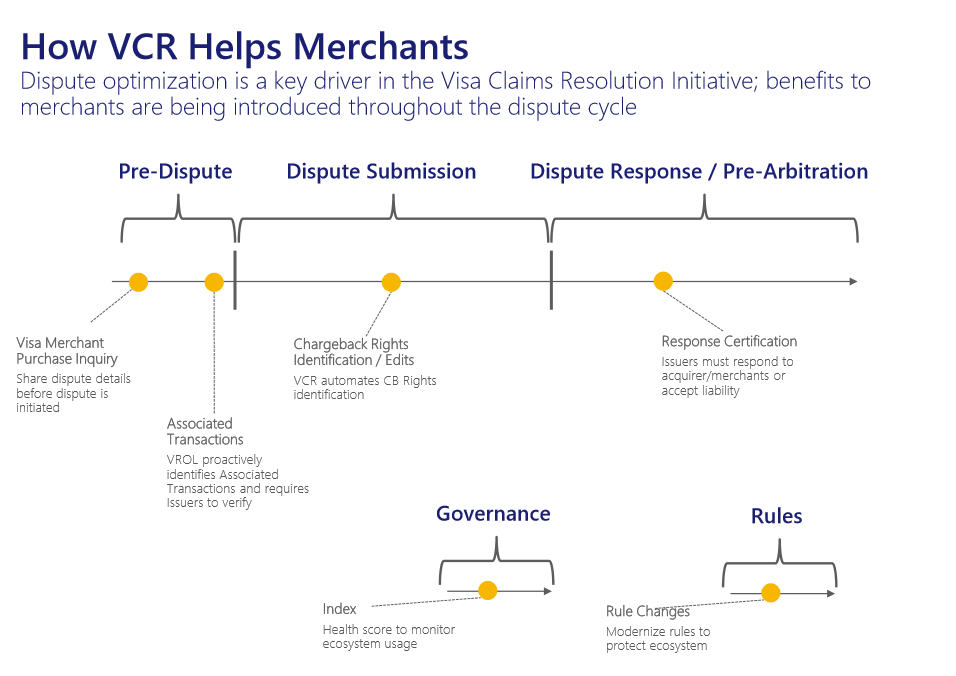 How VCR Helps Merchants
Dispute optimization is a key driver in the Visa Claims Resolution Initiative; benefits to
merchants are being introduced throughout the dispute cycle
Pre-Dispute
Dispute Submission
Dispute Response / Pre-Arbitration
Visa Merchant
Purchase Inquiry
Share dispute details
before dispute is
initiated
Associated
Transactions
VROL proactively
identifies Associated
Transactions and requires
Issuers to verify
Chargeback Rights
Identification / Edits
VCR automates CB Rights
identification
Response Certification
Issuers must respond to
acquirer/merchants or
accept liability
Governance
Index
Health score to monitor
ecosystem usage
Rules
Rule Changes
Modernize rules to
protect ecosystem